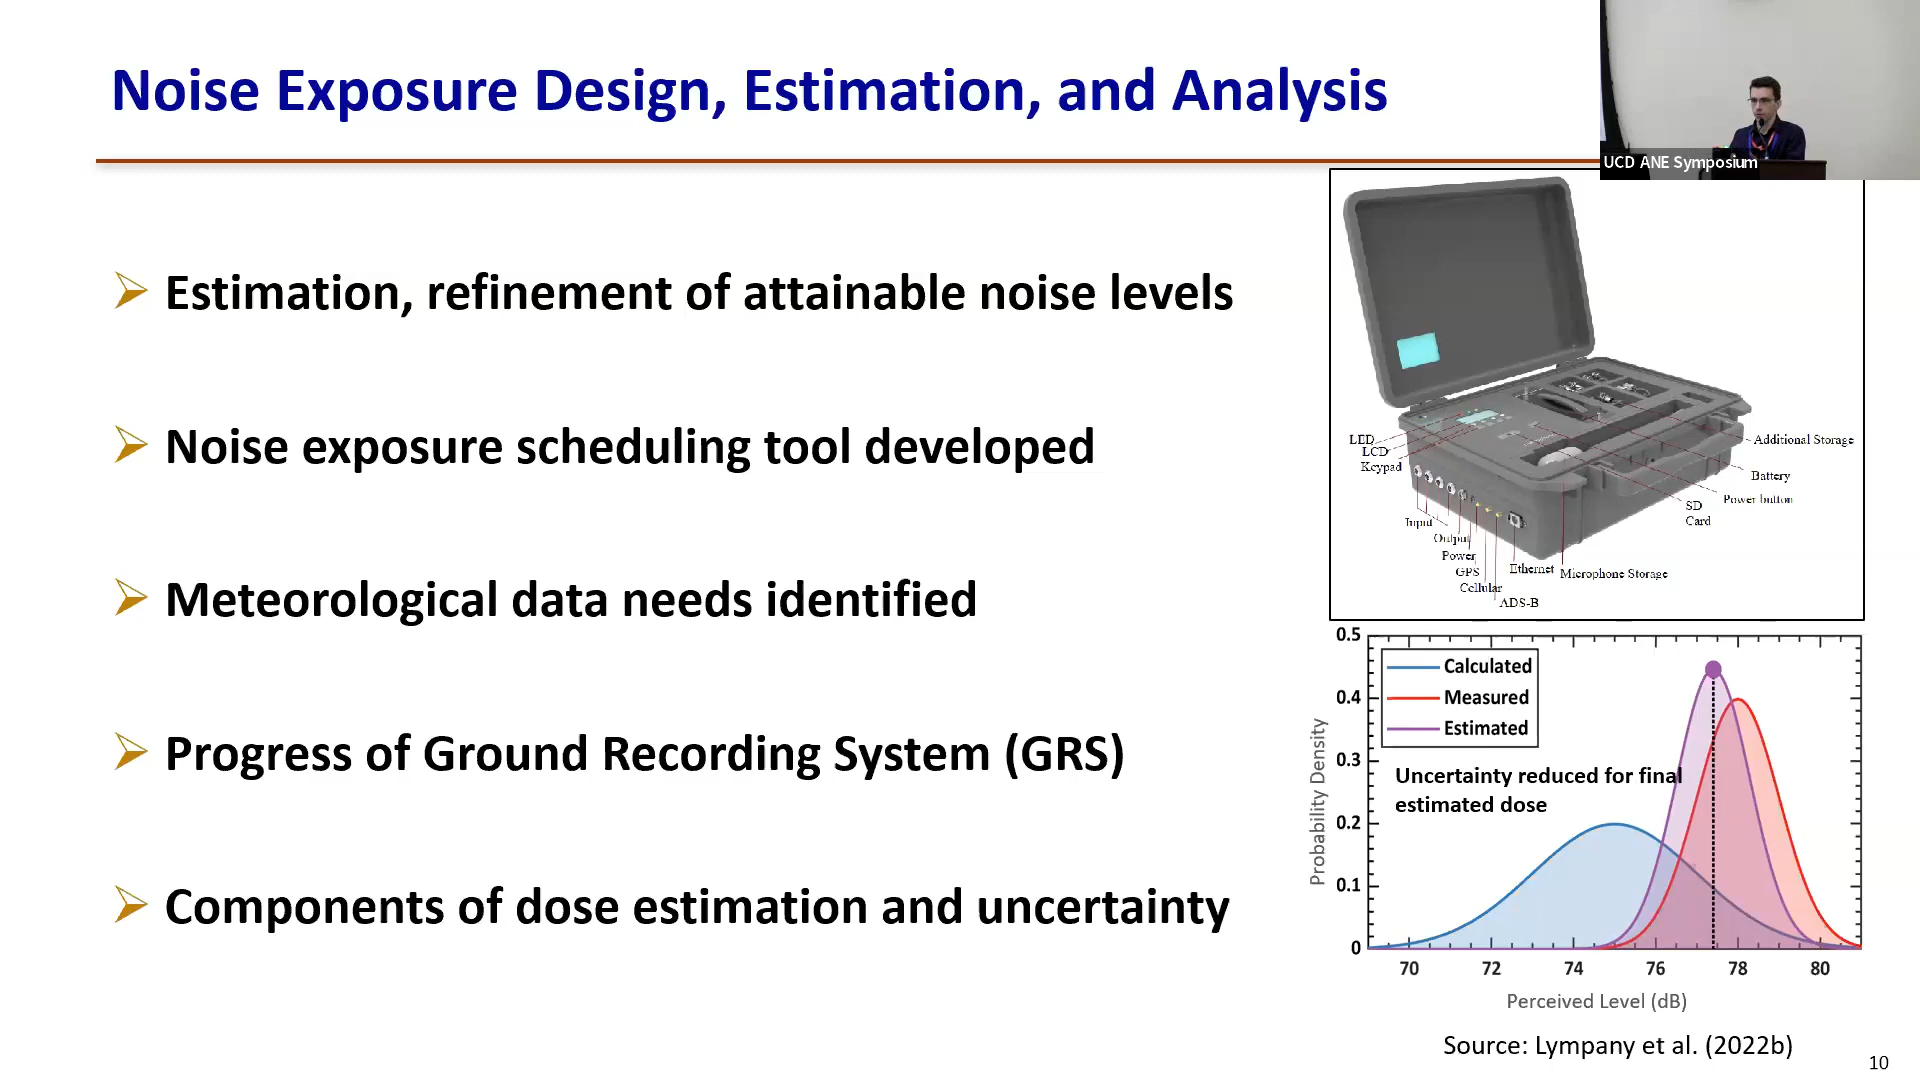 Noise Exposure Design, Estimation, and Analysis
UCD ANE Symposium
Estimation, refinement of attainable noise levels
Noise exposure scheduling tool developed
Meteorological data needs identified
Progress of Ground Recording System (GRS)
Components of dose estimation and uncertainty
LED
LCD
Keypad
Input
Output
Power
GPS
Cellular
ADS-B
Ethernet
Microphone Storage
Additional Storage
Battery
Power button
SD
Card
0.5
0.4
0.3
0.2
0.1
0
Probability Density
Calculated
Measured
Estimated
Uncertainty reduced for final
estimated dose
70 72 74 76 78 80
Perceived Level (dB)
Source: Lympany et al. (2022b)
10